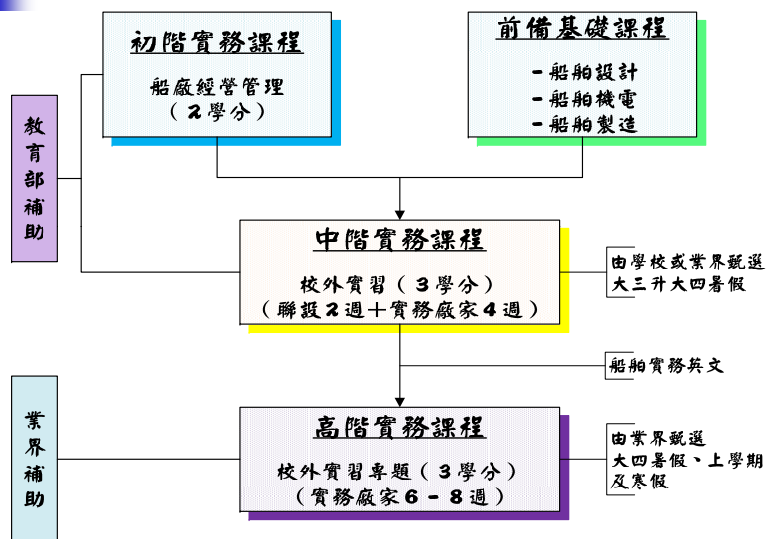 初階實務課程
船廠經營管理
(2學分)
前備基礎課程
-船舶設計
-船舶機電
-船舶製造
教育部補助
中階實務課程
校外實習(3學分)
(聯設2週+實務廠家4週)
由學校或業界甄選
大三升大四暑假
船舶實務英文
業界補助
高階實務課程
校外實習專題(3學分)
(實務廠家6-8週)
由業界甄選
大四暑假、上學期
及寒假